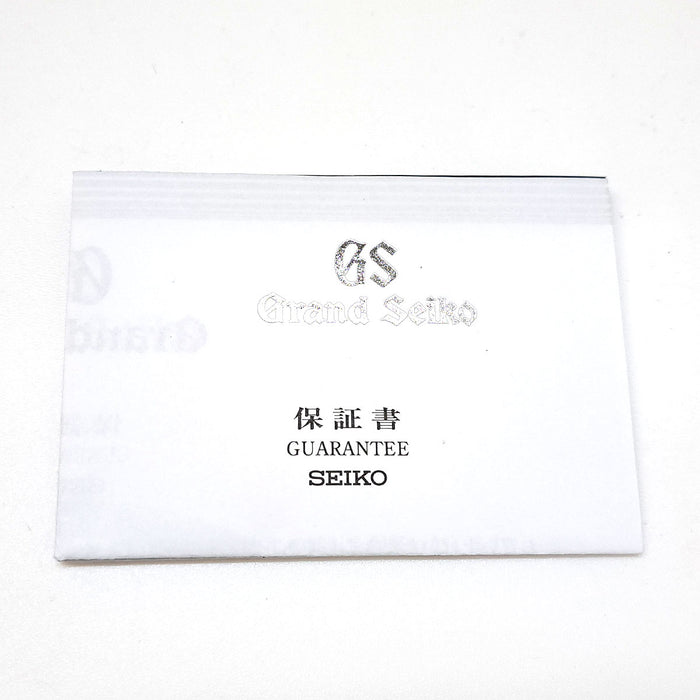 GS
Grand Seiko
保証書
GUARANTEE
SEIKO